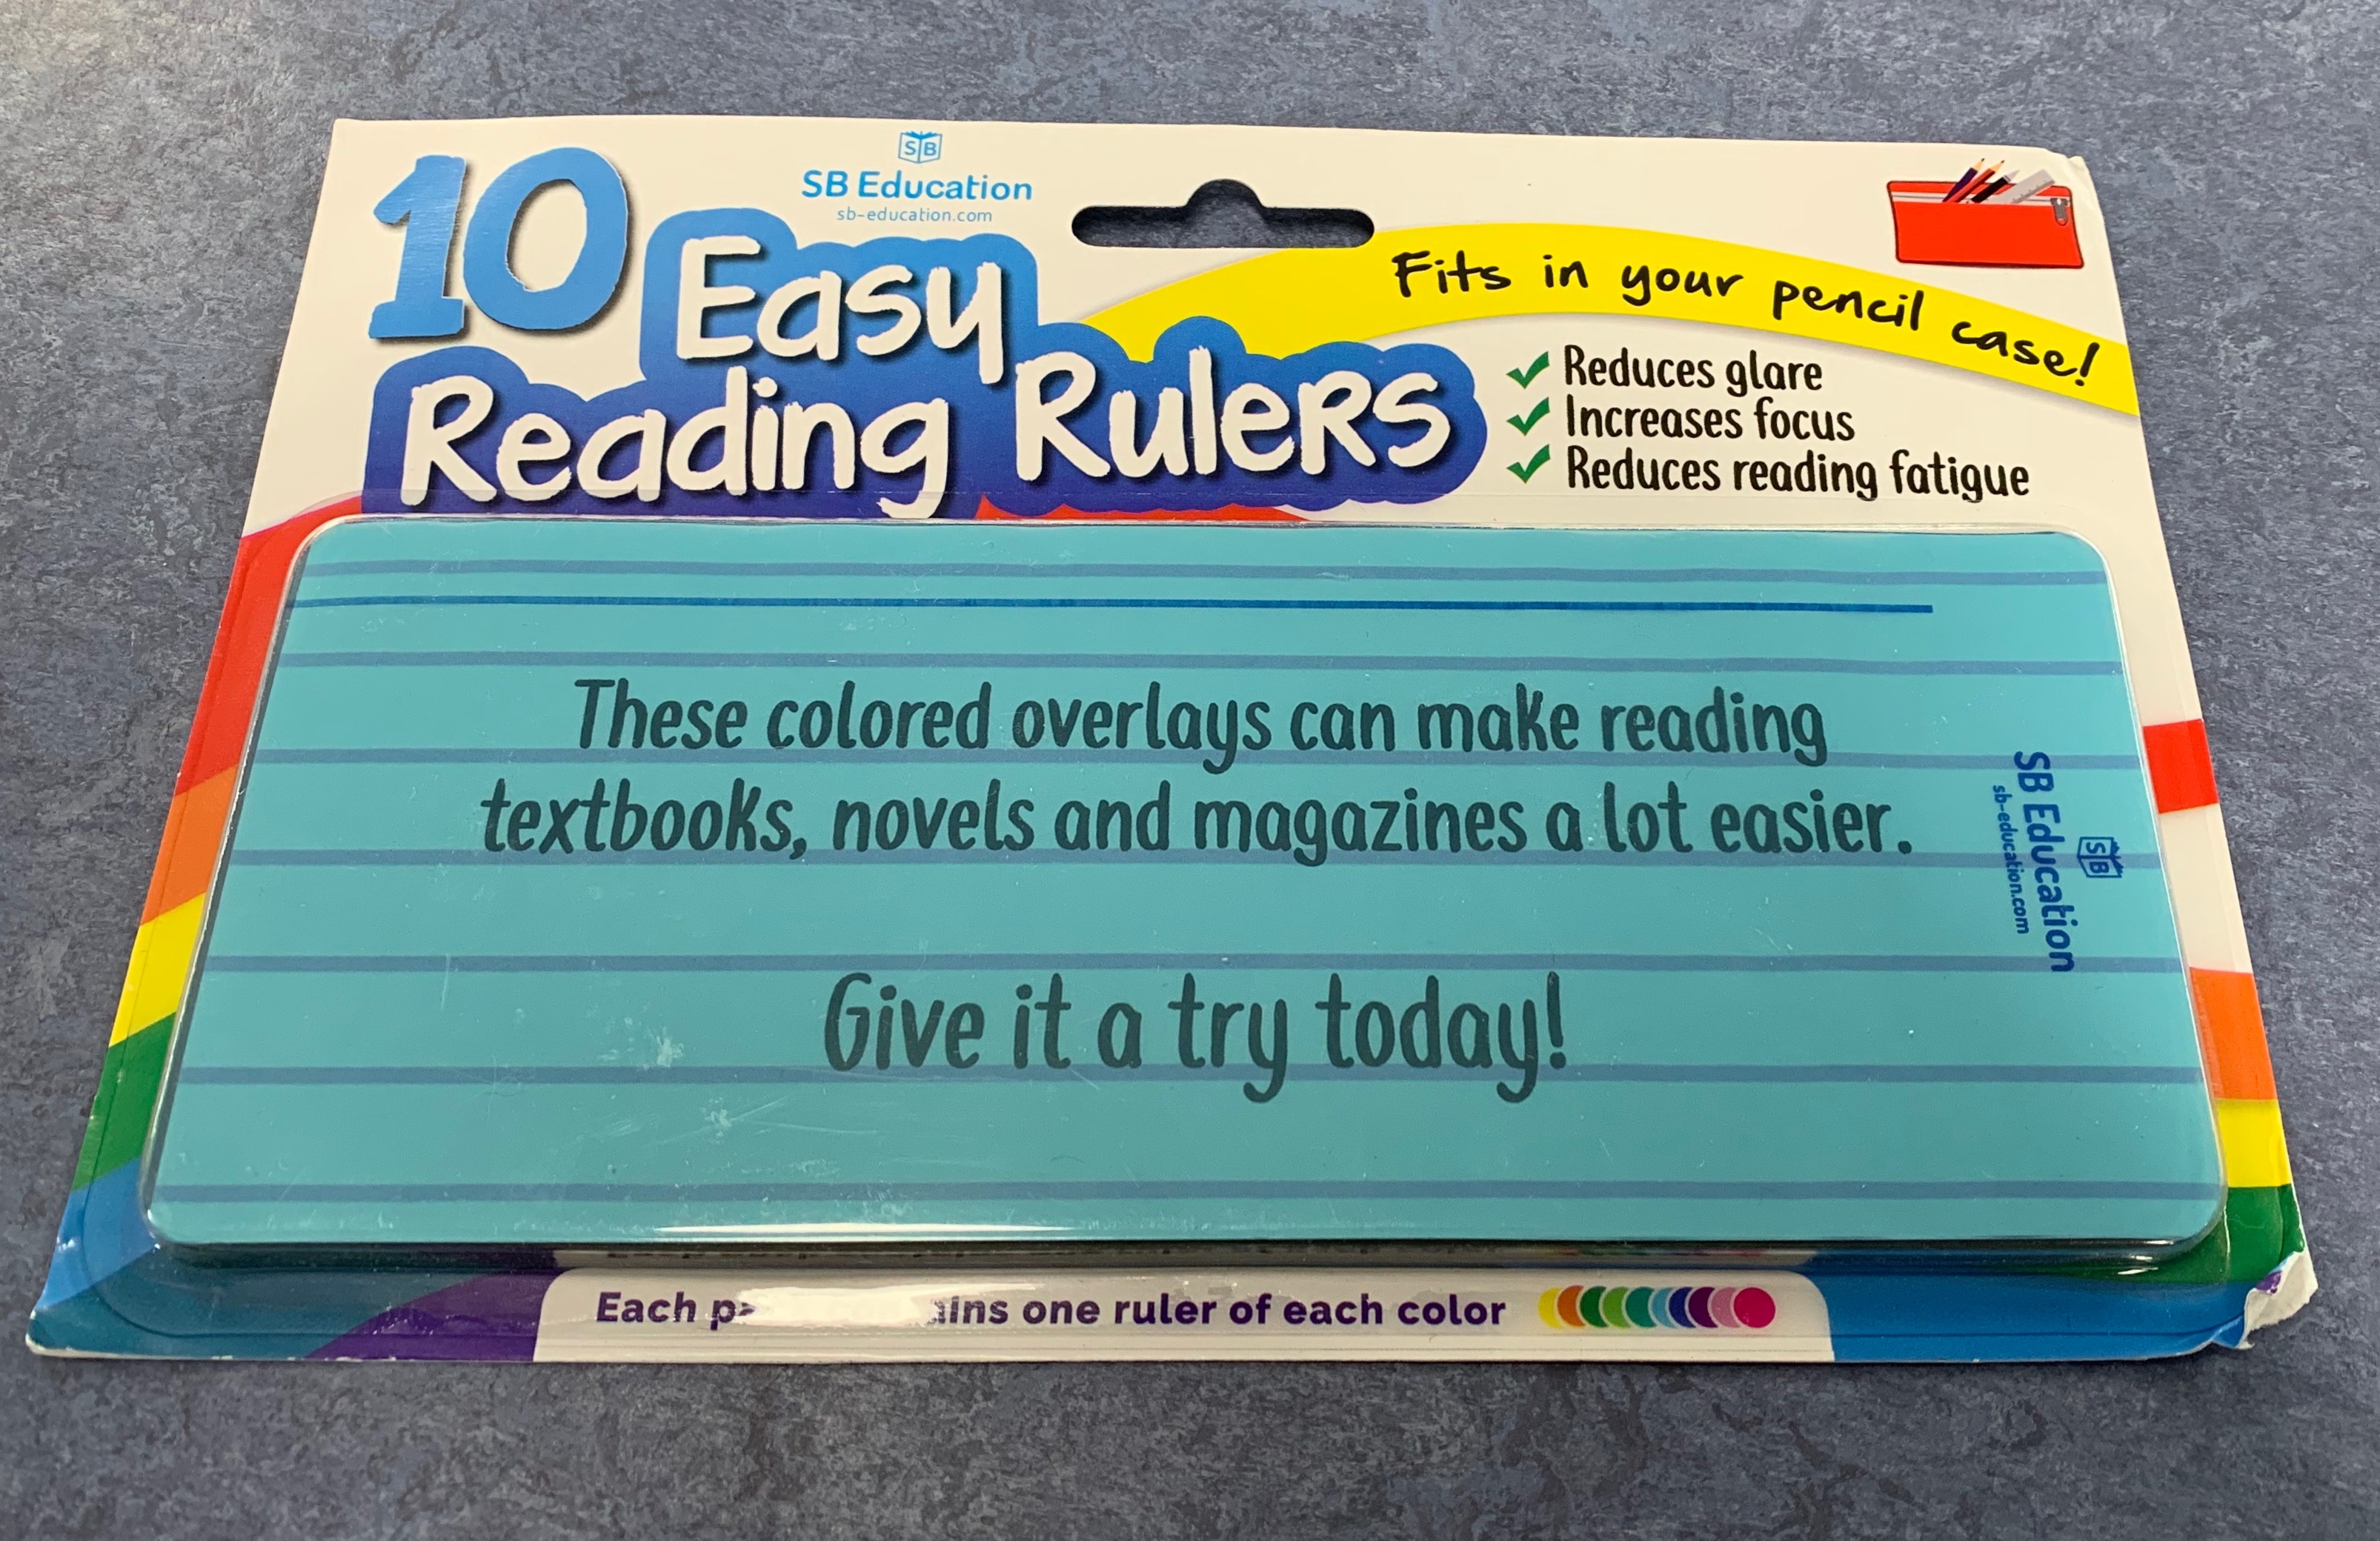 10
SB
SB Education
sb-education.com
Easy
Reading Rulers
Fits in your pencil case!
Reduces glare
Increases focus
Reduces reading fatigue
These colored overlays can make reading
textbooks, novels and magazines a lot easier.
Give it a try today!
SB
SB Education
sb-education.com
Each one ruler of each color